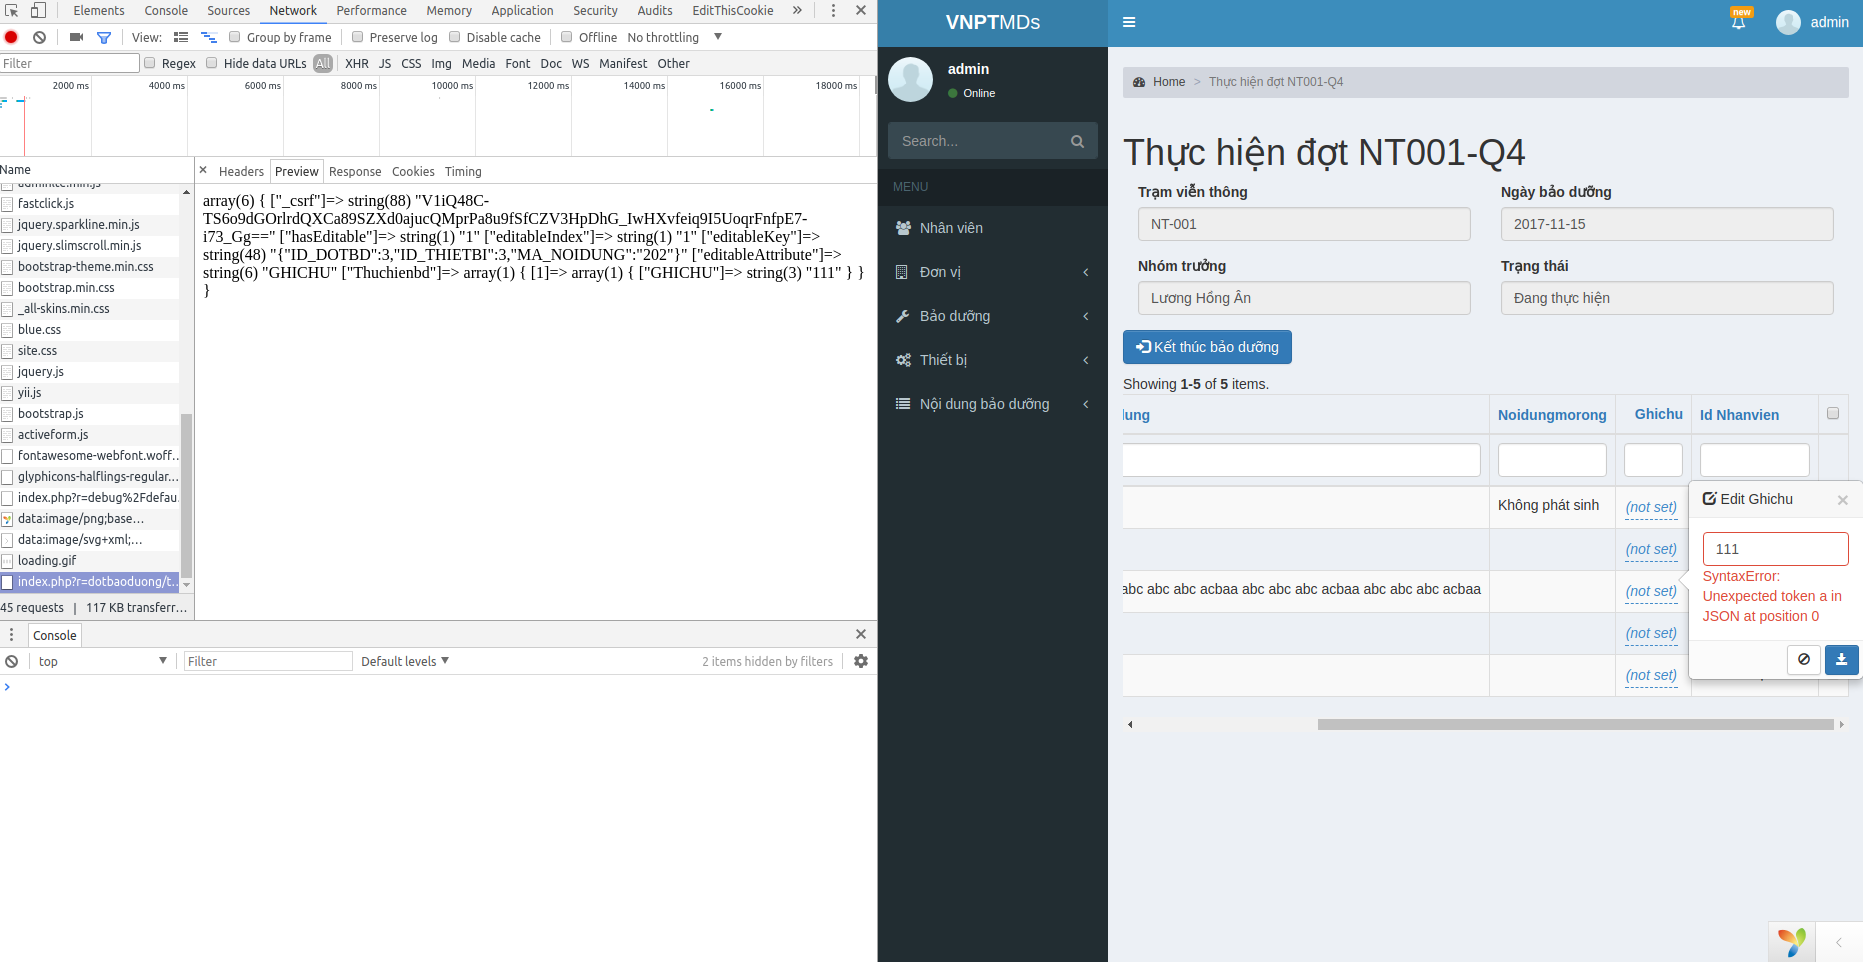 Elements Console Sources Network Performance Memory Application Security Audits EditThisCookie »
View: Group by frame Preserve log Disable cache Offline No throttling
Filter Regex Hide data URLs All XHR JS CSS Img Media Font Doc WS Manifest Other
2000 ms 4000 ms 6000 ms 8000 ms 10000 ms 12000 ms 14000 ms 16000 ms 18000 ms
Name
adminlte.min.js
fastclick.js
jquery.sparkline.min.js
jquery.slimscroll.min.js
bootstrap-theme.min.css
bootstrap.min.css
_all-skins.min.css
blue.css
site.css
jquery.js
yii.js
bootstrap.js
activeform.js
fontawesome-webfont.woff...
glyphicons-halflings-regular...
index.php?r=debug%2Fdefau...
data:image/png;base...
data:image/svg+xml;...
loading.gif
index.php?r=dotbaoduong/t...
45 requests | 117 KB transferr...
× Headers Preview Response Cookies Timing
array(6) { ["_csrf"]=> string(88) "V1iQ48C-
TS6o9dGOrlrdQXCa89SZXd0ajucQMprPa8u9fSfCZV3HpDhG_IwHXvfeiq9I5UoqrFnfpE7-
i73_Gg==" ["hasEditable"]=> string(1) "1" ["editableIndex"]=> string(1) "1" ["editableKey"]=>
string(48) "{"ID_DOTBD":3,"ID_THIETBI":3,"MA_NOIDUNG":"202"}" ["editableAttribute"]=>
string(6) "GHICHU" ["Thuchienbd"]=> array(1) { [1]=> array(1) { ["GHICHU"]=> string(3) "111" } }
}
Console
top Filter Default levels 2 items hidden by filters
>
VNPTMDs
admin
Online
Search...
MENU
Nhân viên
Đơn vị
Bảo dưỡng
Thiết bị
Nội dung bảo dưỡng
new
admin
Home > Thực hiện đợt NT001-Q4
Thực hiện đợt NT001-Q4
Trạm viễn thông Ngày bảo dưỡng
NT-001 2017-11-15
Nhóm trưởng Trạng thái
Lương Hồng Ân Đang thực hiện
Kết thúc bảo dưỡng
Showing 1-5 of 5 items.
lung Noidungmorong Ghichu Id Nhanvien
Không phát sinh (not set)
(not set)
abc abc abc acbaa abc abc abc acbaa abc abc abc acbaa (not set)
(not set)
(not set)
Edit Ghichu ×
111
SyntaxError:
Unexpected token a in
JSON at position 0